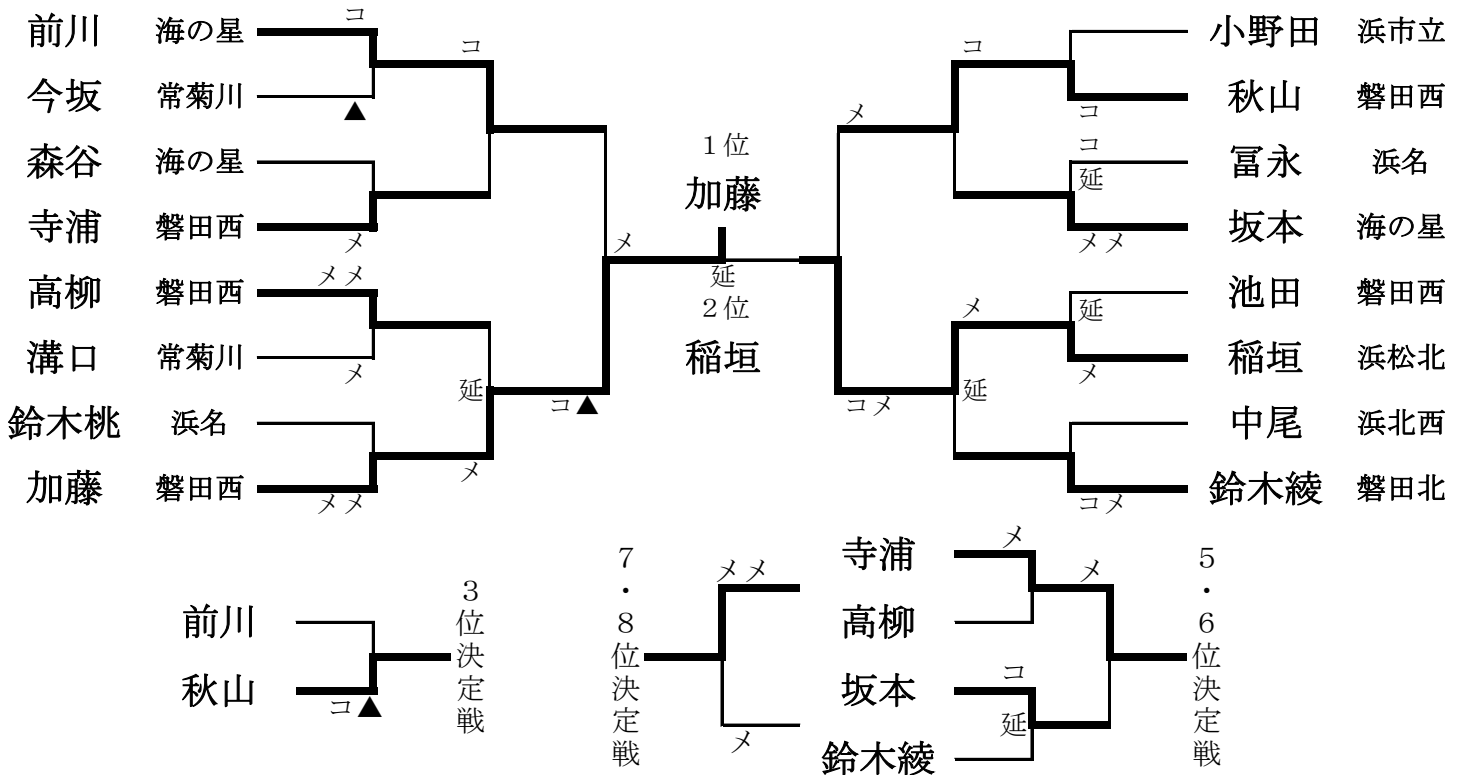 前川 海の星
コ
コ
今坂 常菊川
▲
森谷 海の星
寺浦 磐田西
メ
メメ
高柳 磐田西
溝口 常菊川
メ
延
鈴木桃 浜名
加藤 磐田西
メメ
メ
コ▲
メ
1位
加藤
延
2位
稲垣
小野田 浜市立
コ
秋山 磐田西
コ
メ
コ
冨永 浜名
延
坂本 海の星
メメ
池田 磐田西
延
メ
稲垣 浜松北
メ
コメ
延
中尾 浜北西
鈴木綾 磐田北
コメ
前川
秋山
コ▲
3位決定戦
7・8位決定戦
メメ
メ
寺浦
メ
高柳
メ
坂本
コ
延
鈴木綾
5・6位決定戦